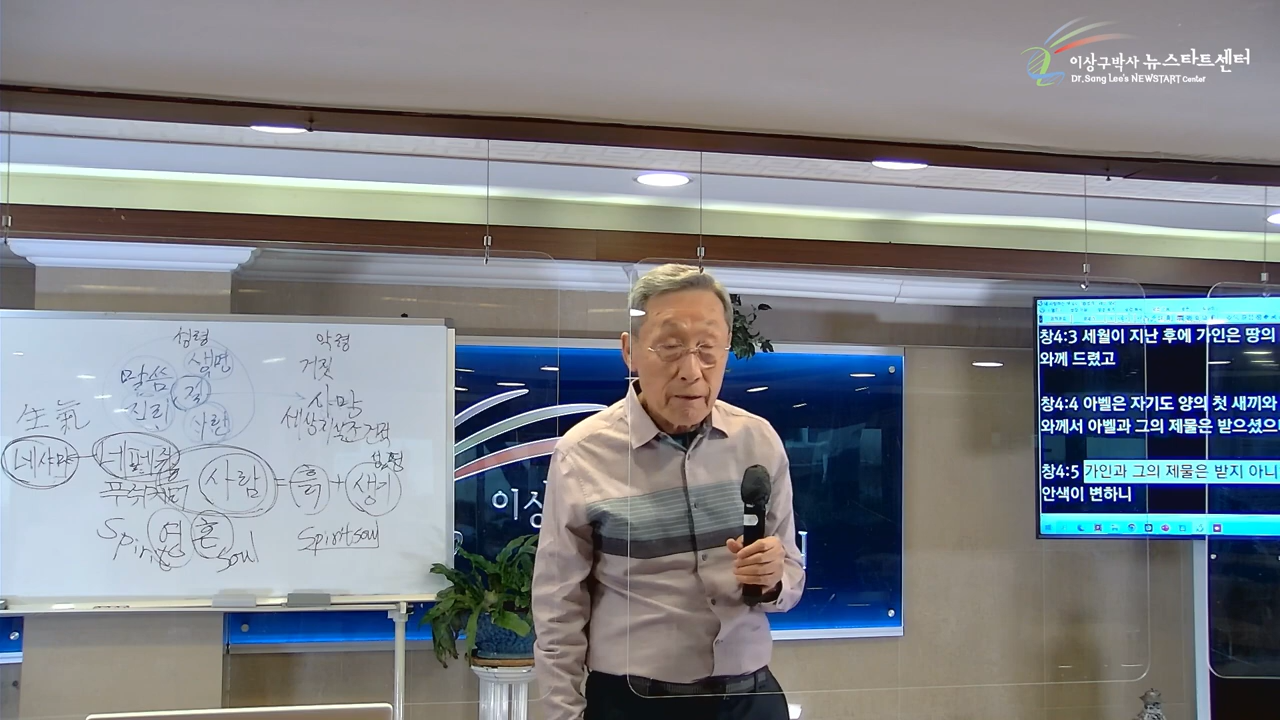 이상구박사 뉴스타트센터
Dr. Sang Lee's NEWSTART Center
성령
생명
말씀
진리
사랑
악령
거짓
사막
生氣
네샤마
네페쉬
사람 = 흙 + 생기
Spirit 영 혼 soul
Spirit soul
이상
창4:3 세월이 지난 후에 가인은 땅의
와께 드렸고
창4:4 아벨은 자기도 양의 첫 새끼와
와께서 아벨과 그의 제물은 받으셨으나
창4:5 가인과 그의 제물은 받지 아니
안색이 변하니